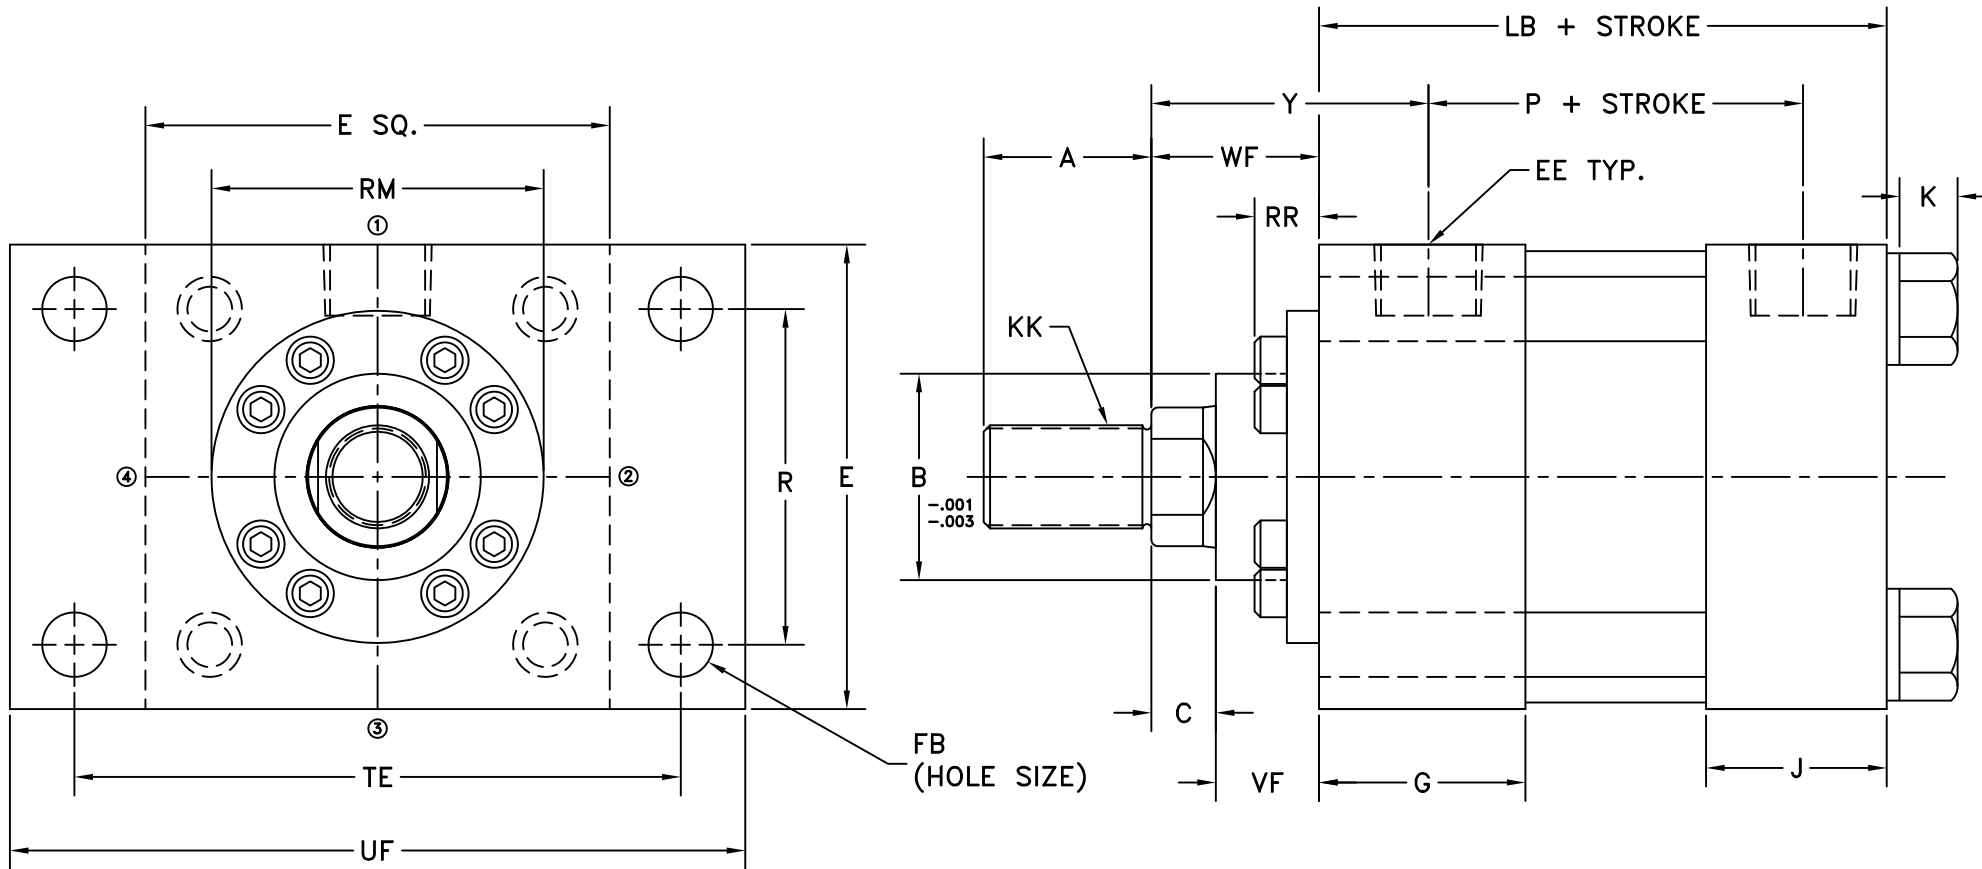 LB + STROKE
Y
P + STROKE
E SQ.
A
WF
EE TYP.
RM
K
RR
①
KK
④
②
R
E
B
-.001
-.003
③
C
FB
(HOLE SIZE)
TE
VF
G
J
UF